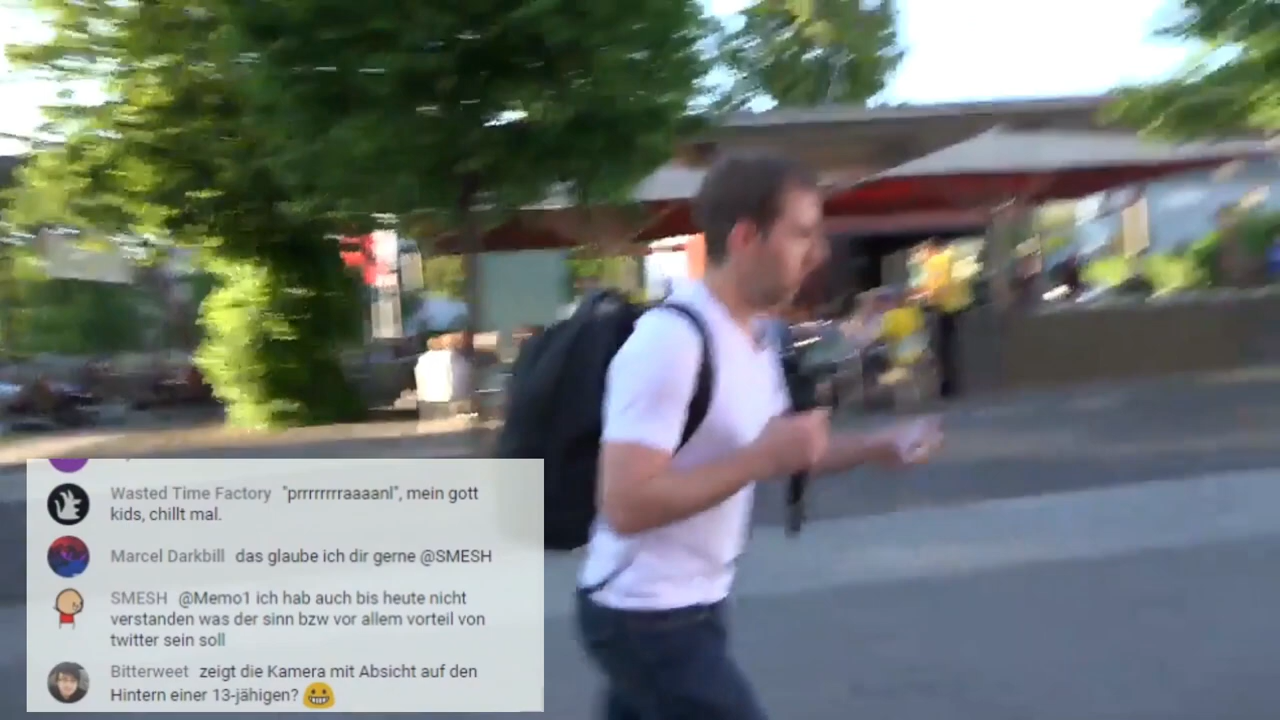 Wasted Time Factory "prrrrrrraaaanl", mein gott
kids, chillt mal.
Marcel Darkbill das glaube ich dir gerne @SMESH
SMESH @Memo1 ich hab auch bis heute nicht
verstanden was der sinn bzw vor allem vorteil von
twitter sein soll
Bitterweet zeigt die Kamera mit Absicht auf den
Hintern einer 13-jähigen? 😀